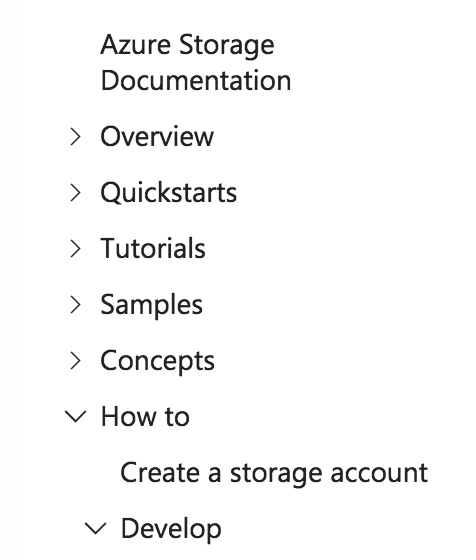 Azure Storage
Documentation
Overview
Quickstarts
Tutorials
Samples
Concepts
How to
Create a storage account
Develop